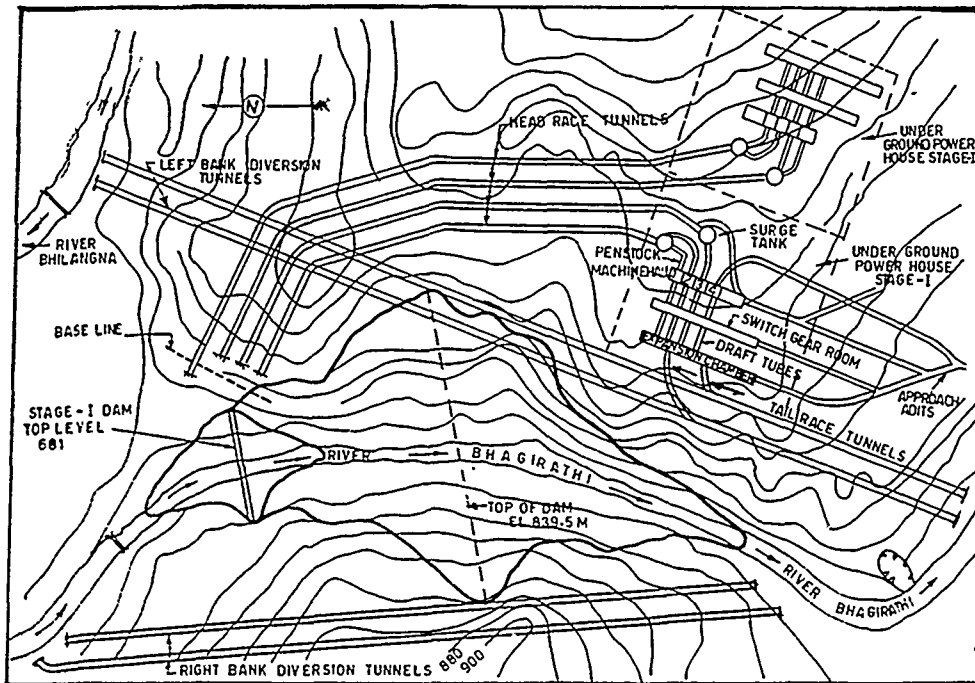 N
HEAD RACE TUNNELS
LEFT BANK DIVERSION
TUNNELS
UNDER
GROUND POWER
HOUSE STAGE-I
RIVER
BHILANGNA
SURGE
TANK
PENSTOCK
UNDER GROUND
POWER HOUSE
STAGE-I
BASE LINE
SWITCH GEAR ROOM
DRAFT TUBES
EXPANSION CHAMBER
APPROACH
ADITS
TAIL RACE TUNNELS
STAGE-I DAM
TOP LEVEL
681
RIVER BHAGIRATHI
TOP OF DAM
EL 839.5 M
RIVER BHAGIRATHI
880
900
RIGHT BANK DIVERSION TUNNELS